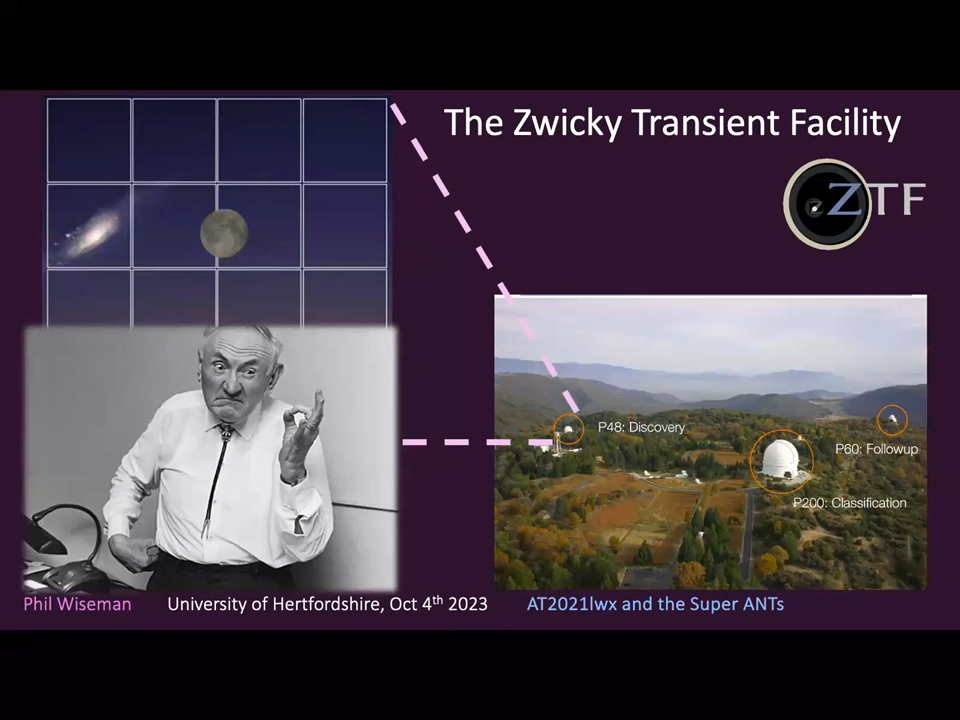 The Zwicky Transient Facility
ZTF
P48: Discovery
P60: Followup
P200: Classification
Phil Wiseman University of Hertfordshire, Oct 4th 2023 AT2021lwx and the Super ANTs